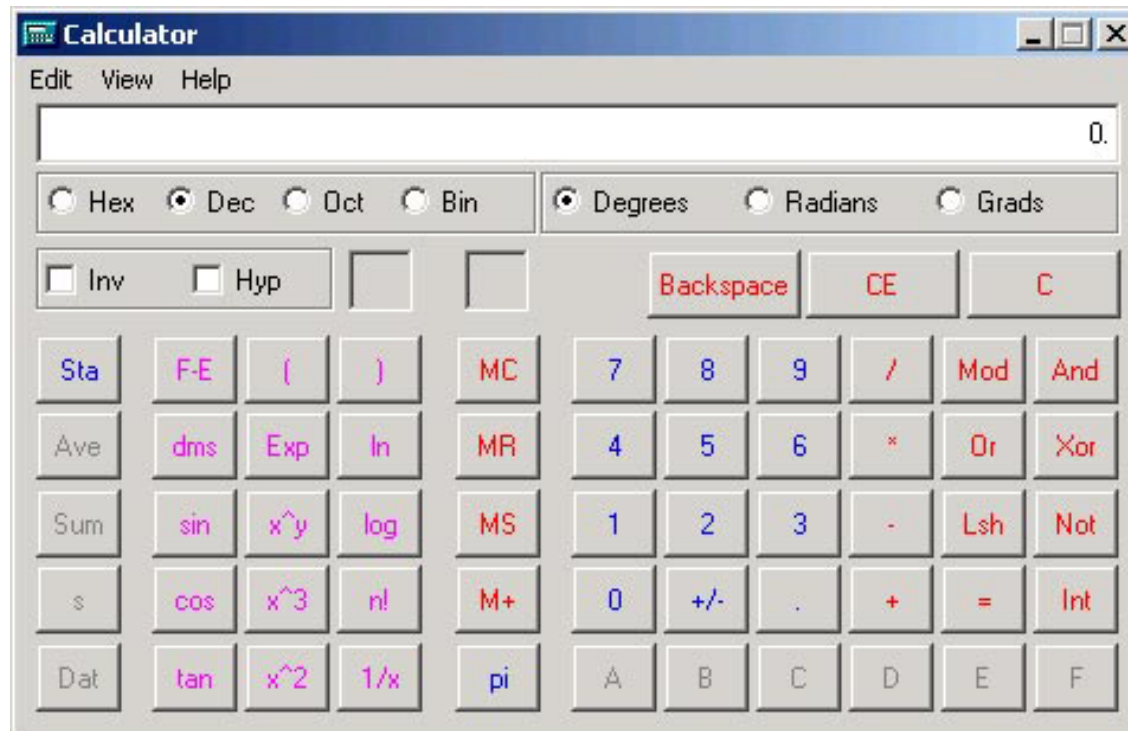 Calculator
Edit View Help
0.
Hex Dec Oct Bin Degrees Radians Grads
Inv Hyp Backspace CE C
Sta F-E ( ) MC 7 8 9 / Mod And
Ave dms Exp ln MR 4 5 6 * Or Xor
Sum sin x^y log MS 1 2 3 - Lsh Not
s cos x^3 n! M+ 0 +/- . + = Int
Dat tan x^2 1/x pi A B C D E F